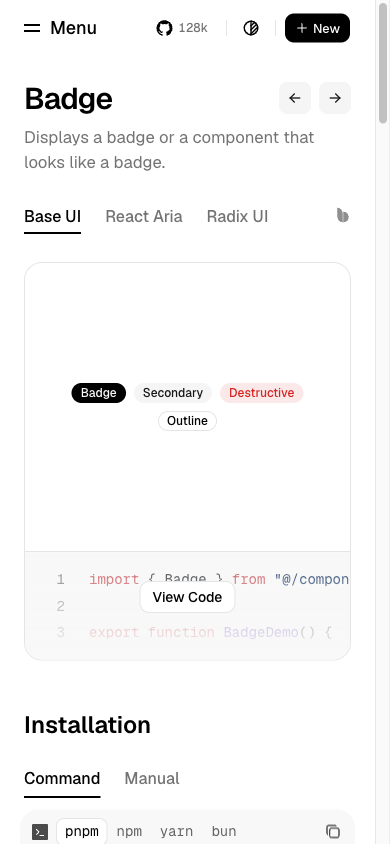 Menu 128k + New
Badge
Displays a badge or a component that
looks like a badge.
Base UI React Aria Radix UI
Badge Secondary Destructive
Outline
1 import { Badge } from "@/compon
View Code
2
3 export function BadgeDemo() {
Installation
Command Manual
pnpm npm yarn bun